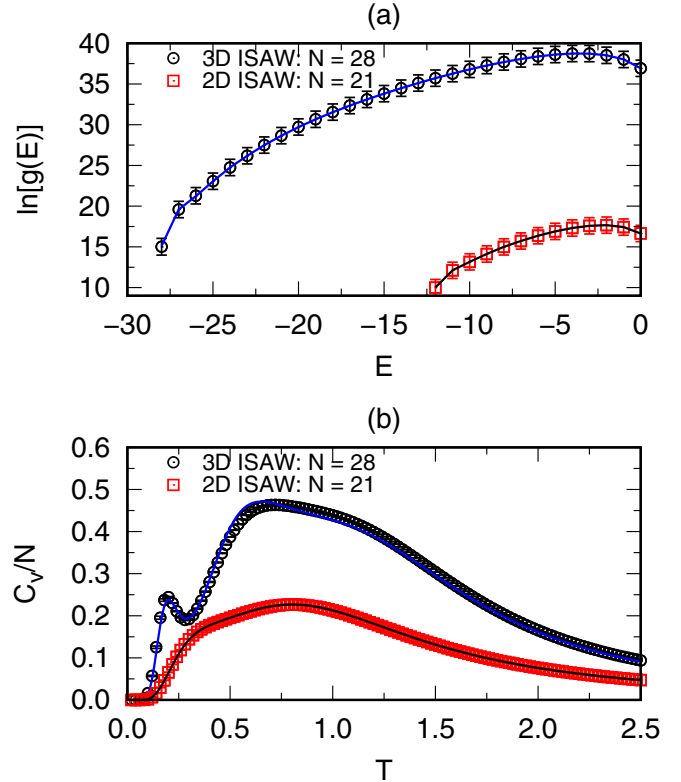 (a)
40
35
30
25
20
15
10
ln[g(E)]
3D ISAW: N = 28
2D ISAW: N = 21
−30 −25 −20 −15 −10 −5 0
E
(b)
0.6
0.5
0.4
0.3
0.2
0.1
0.0
C_v/N
3D ISAW: N = 28
2D ISAW: N = 21
0.0 0.5 1.0 1.5 2.0 2.5
T